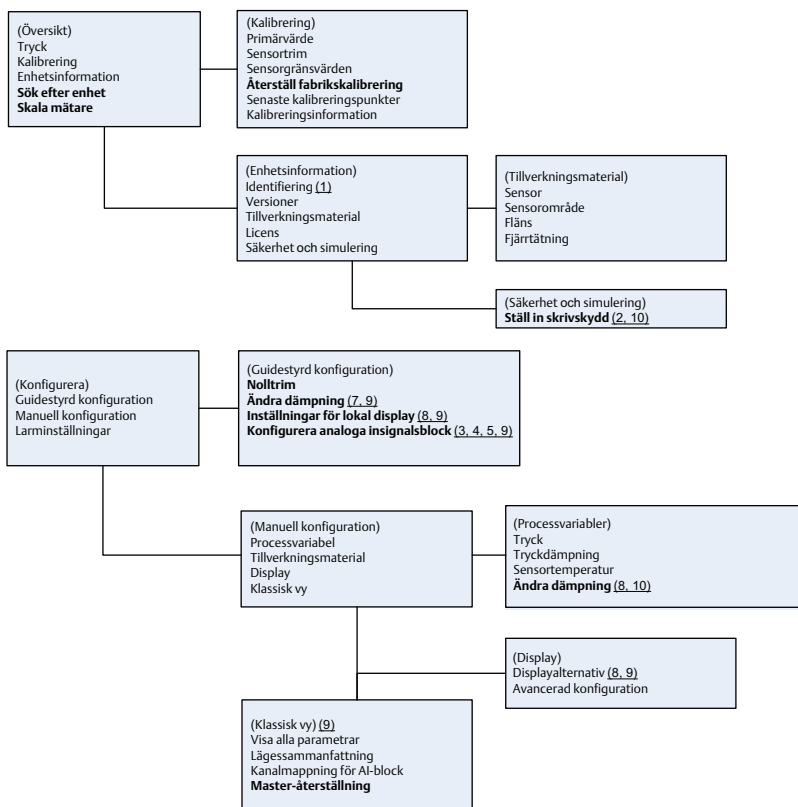 (Översikt)
Tryck
Kalibrering
Enhetsinformation
Sök efter enhet
Skala mätare
(Kalibrering)
Primärvärde
Sensortrim
Sensorgränsvärden
Återställ fabrikskalibrering
Senaste kalibreringspunkter
Kalibreringsinformation
(Enhetsinformation)
Identifiering (1)
Versioner
Tillverkningsmaterial
Licens
Säkerhet och simulering
(Tillverkningsmaterial)
Sensor
Sensorområde
Fläns
Fjärrtätning
(Säkerhet och simulering)
Ställ in skrivskydd (2, 10)
(Konfigurera)
Guidestyrd konfiguration
Manuell konfiguration
Larminställningar
(Guidestyrd konfiguration)
Nolltrim
Ändra dämpning (7, 9)
Inställningar för lokal display (8, 9)
Konfigurera analoga insignalsblock (3, 4, 5, 9)
(Manuell konfiguration)
Processvariabel
Tillverkningsmaterial
Display
Klassisk vy
(Processvariabler)
Tryck
Tryckdämpning
Sensortemperatur
Ändra dämpning (8, 10)
(Display)
Displayalternativ (8, 9)
Avancerad konfiguration
(Klassisk vy) (9)
Visa alla parametrar
Lägessammanfattning
Kanalmappning för AI-block
Master-återställning